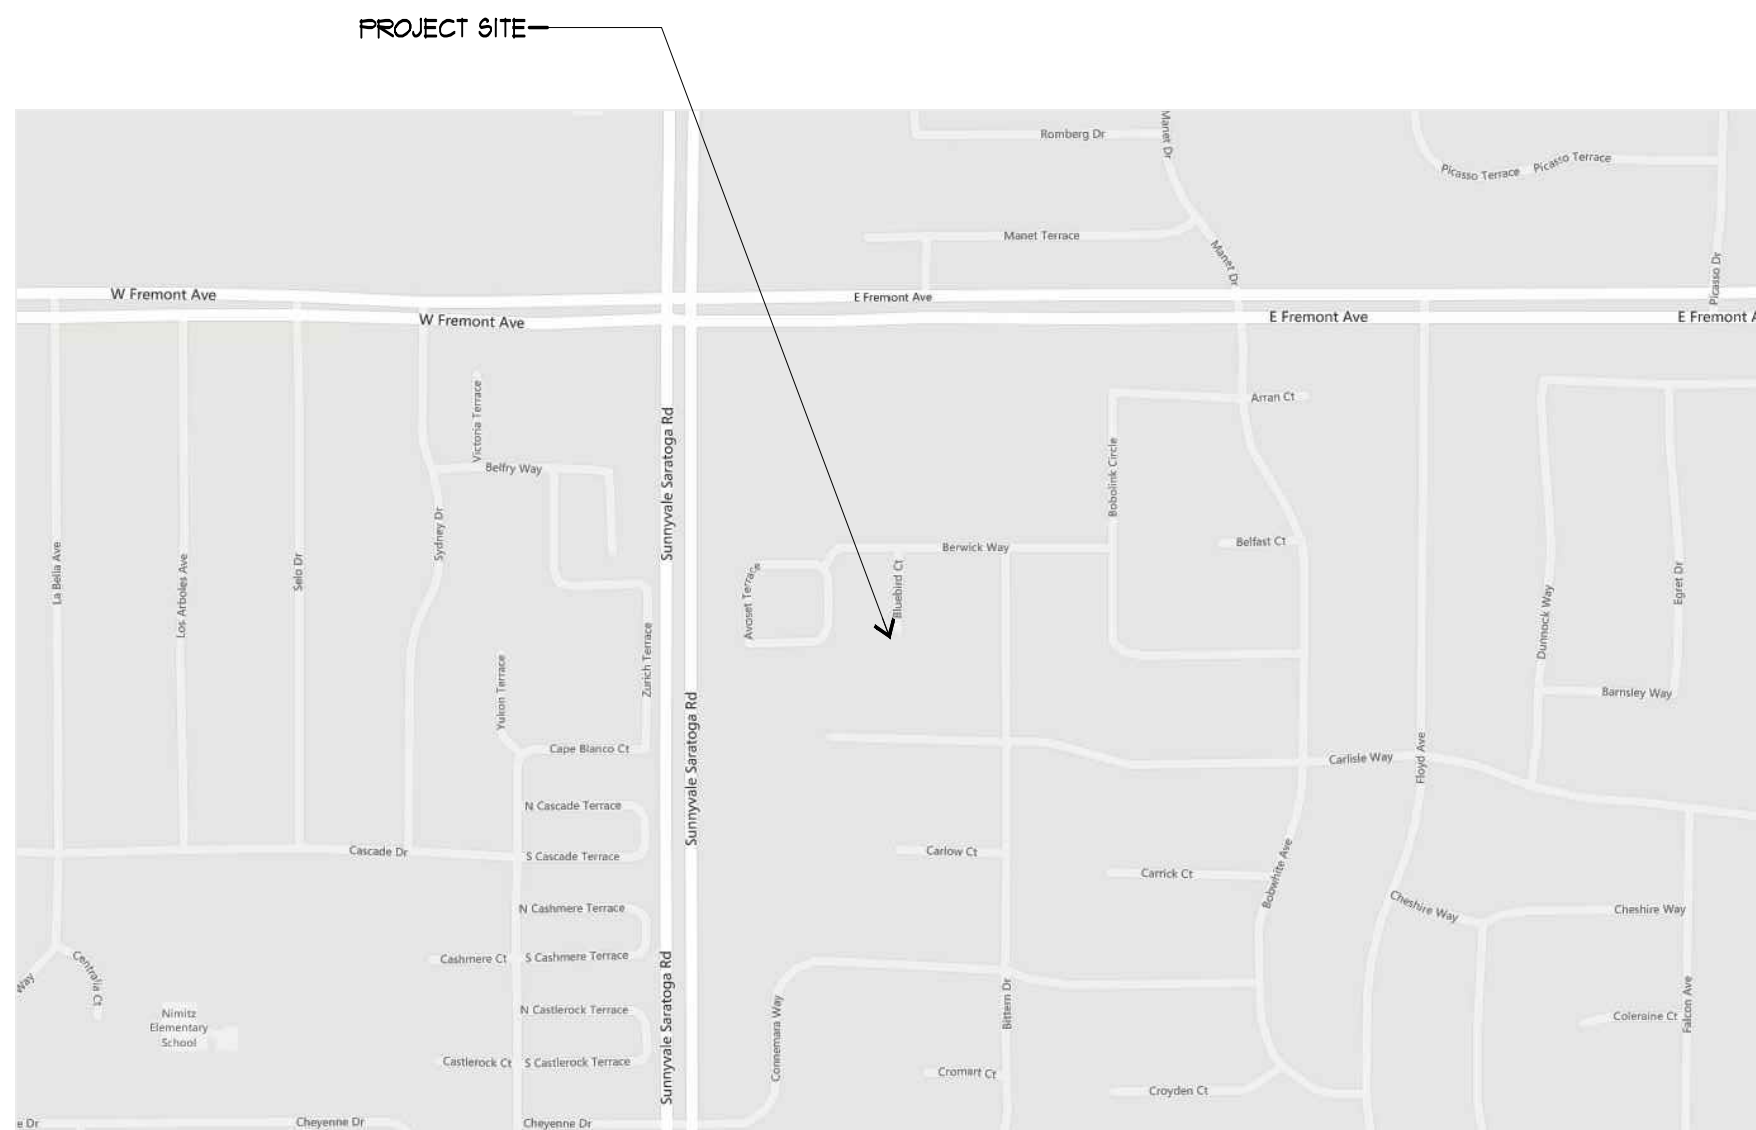 PROJECT SITE
Romberg Dr
Manet Dr
Picasso Terrace
Picasso Terrace
Manet Terrace
Manet Dr
Picasso Dr
W Fremont Ave
E Fremont Ave
W Fremont Ave
E Fremont Ave
E Fremont A
Victoria Terrace
Arran Ct
Belfry Way
Sunnyvale Saratoga Rd
Bobolink Circle
Sydney Dr
La Bella Ave
Los Arboles Ave
Selo Dr
Berwick Way
Belfast Ct
Avoset Terrace
Bluebird Ct
Egret Dr
Dunnock Way
Zurich Terrace
Yukon Terrace
Barnsley Way
Sunnyvale Saratoga Rd
Cape Blanco Ct
Carlisle Way
Floyd Ave
N Cascade Terrace
Cascade Dr
S Cascade Terrace
Carlow Ct
Carrick Ct
Bobwhite Ave
N Cashmere Terrace
Cheshire Way
Cheshire Way
Cashmere Ct
S Cashmere Terrace
Way
Centralia Ct
Sunnyvale Saratoga Rd
Connemara Way
Bittern Dr
Falcon Ave
N Castlerock Terrace
Nimitz
Elementary
School
Coleraine Ct
Castlerock Ct
S Castlerock Terrace
Cromart Ct
Croyden Ct
e Dr
Cheyenne Dr
Cheyenne Dr